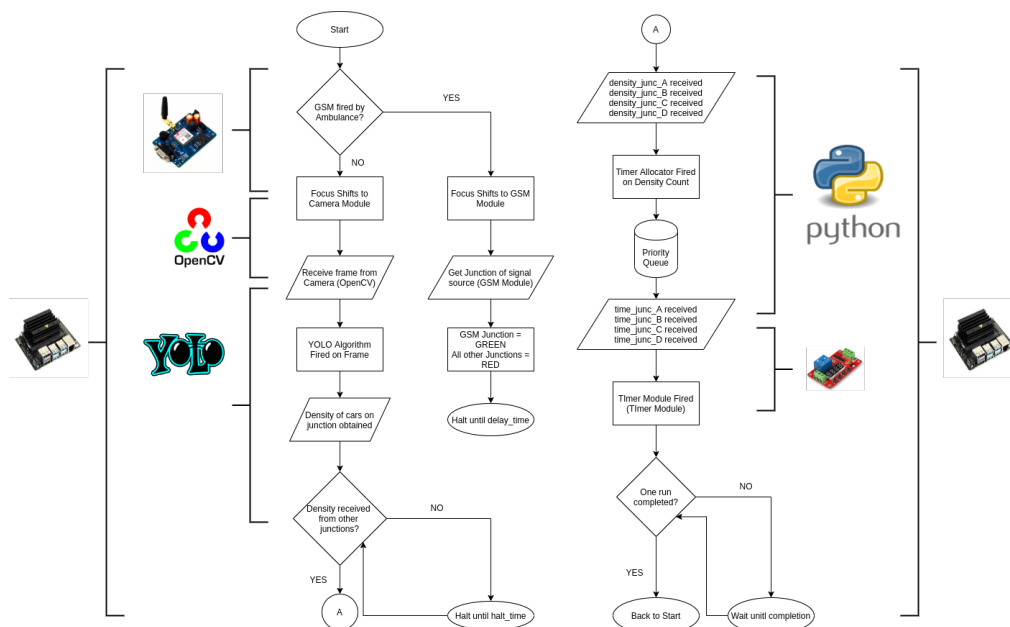 Start
GSM fired by
Ambulance?
YES
NO
Focus Shifts to
Camera Module
Focus Shifts to GSM
Module
OpenCV
Receive frame from
Camera (OpenCV)
Get Junction of signal
source (GSM Module)
YOLO
YOLO Algorithm
Fired on Frame
GSM Junction =
GREEN
All other Junctions =
RED
Density of cars on
junction obtained
Halt until delay_time
Density received
from other
junctions?
NO
YES
A
Halt until halt_time
A
density_junc_A received
density_junc_B received
density_junc_C received
density_junc_D received
Timer Allocator Fired
on Density Count
python
Priority
Queue
time_junc_A received
time_junc_B received
time_junc_C received
time_junc_D received
TImer Module Fired
(TImer Module)
One run
completed?
NO
YES
Back to Start
Wait unitl completion